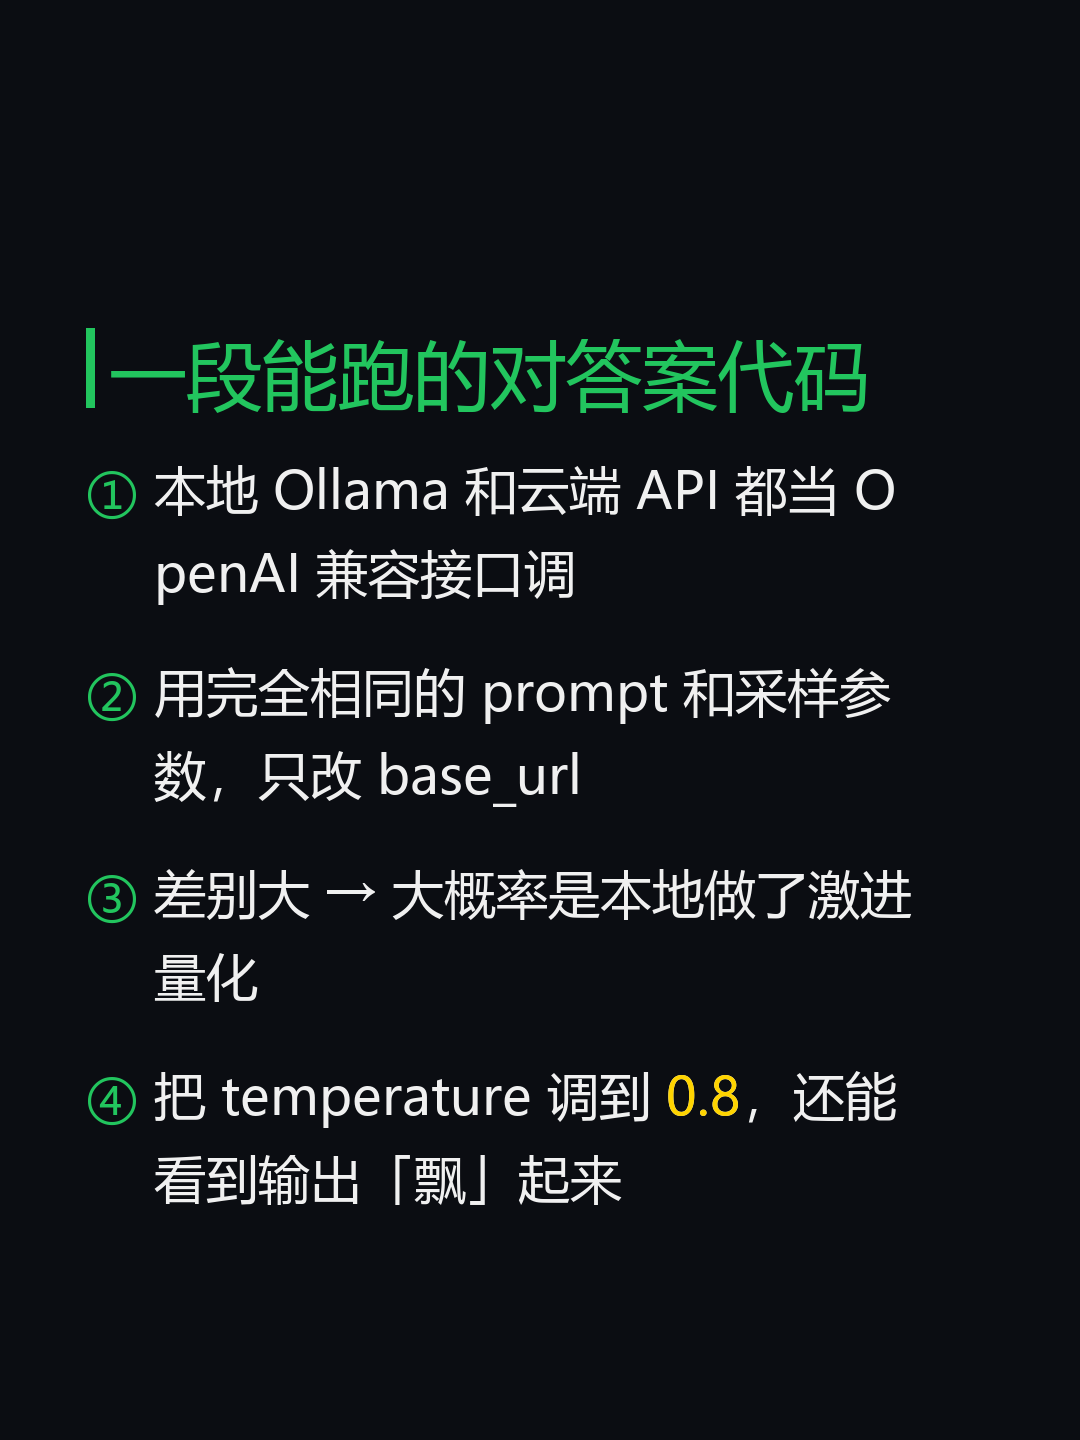 一段能跑的对答案代码
① 本地 Ollama 和云端 API 都当 O
penAI 兼容接口调
② 用完全相同的 prompt 和采样参
数，只改 base_url
③ 差别大 → 大概率是本地做了激进
量化
④ 把 temperature 调到 0.8，还能
看到输出「飘」起来